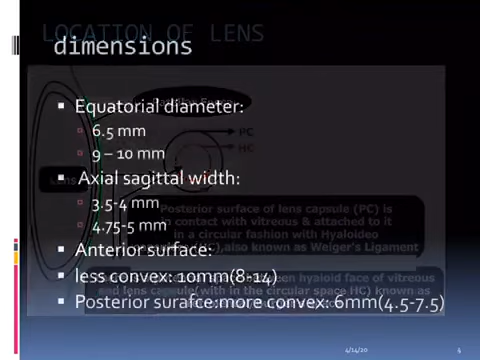 LOCATION OF LENS
dimensions
Equatorial diameter:
6.5 mm
9 – 10 mm
Axial sagittal width:
3.5-4 mm
4.75-5 mm
Anterior surface:
less convex: 10mm(8-14)
Posterior surafce:more convex: 6mm(4.5-7.5)
PC
HC
Lens
Posterior surface of lens capsule (PC) is
in contact with vitreous & attached to it
in a circular fashion with Hyaloideo
(HC),also known as Weiger's Ligament
hyaloid face of vitreous
and lens capsule(with in the circular space HC) known as
4/14/20